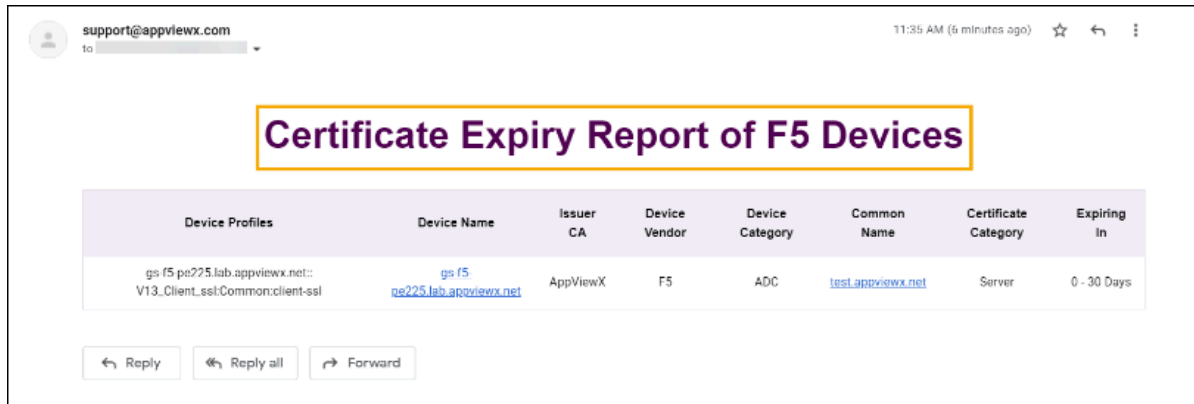 support@appviewx.com
11:35 AM (6 minutes ago)
to
Certificate Expiry Report of F5 Devices
Device Profiles
Device Name
Issuer
CA
Device
Vendor
Device
Category
Common
Name
Certificate
Category
Expiring
In
gs-f5-pe225.lab.appviewx.net::
V13_Client_ssl:Common:client-ssl
gs-f5-
pe225.lab.appviewx.net
AppViewX
F5
ADC
test.appviewx.net
Server
0 - 30 Days
Reply
Reply all
Forward